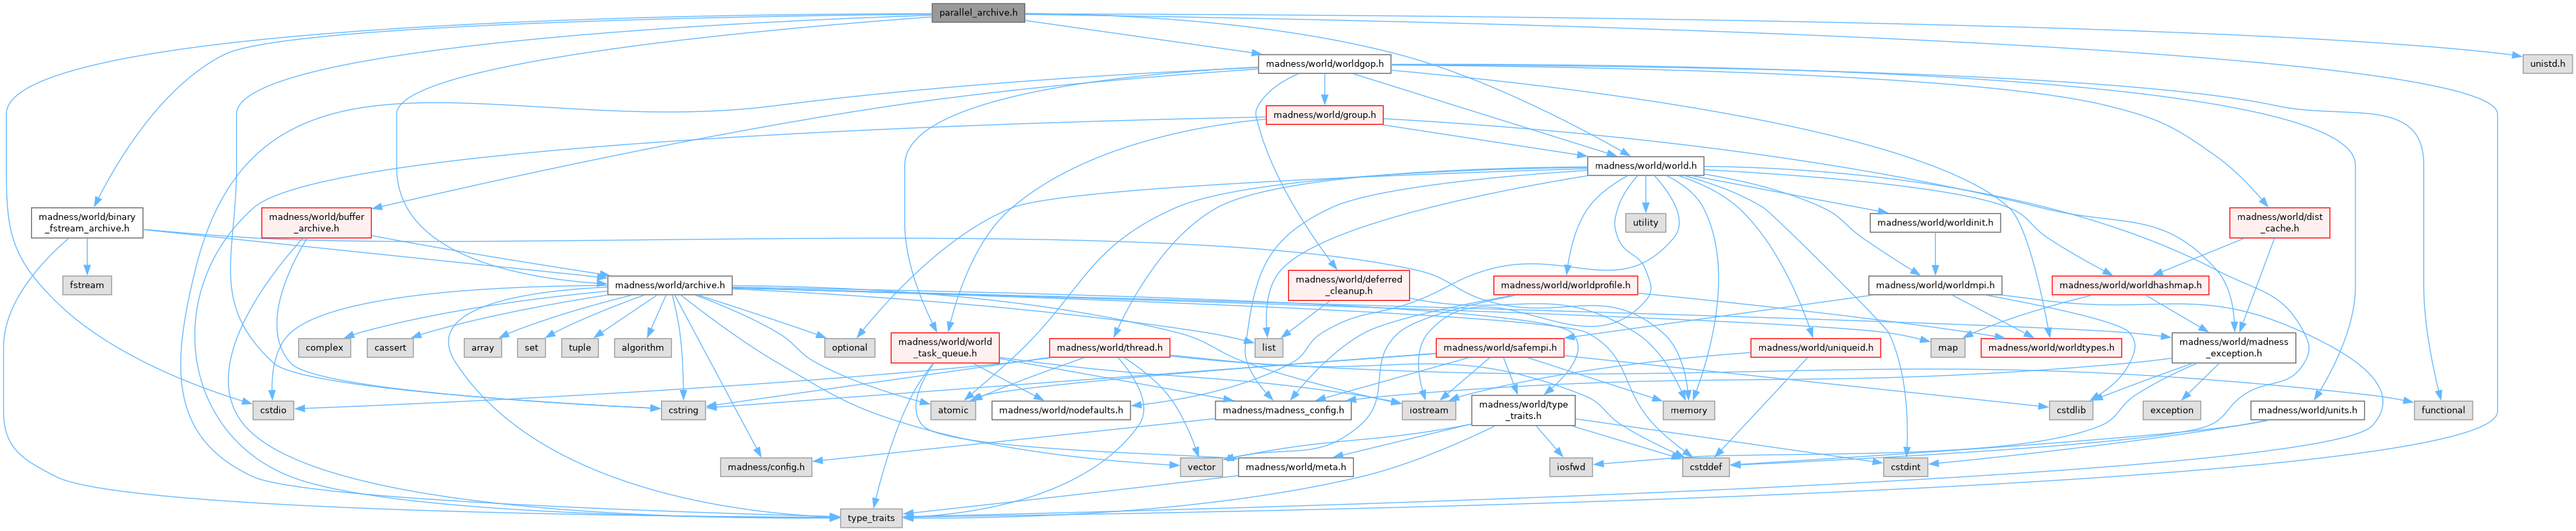 parallel_archive.h
madness/world/worldgop.h
unistd.h
madness/world/group.h
madness/world/world.h
madness/world/binary
_fstream_archive.h
madness/world/buffer
_archive.h
utility
madness/world/worldinit.h
madness/world/dist
_cache.h
fstream
madness/world/archive.h
madness/world/deferred
_cleanup.h
madness/world/worldprofile.h
madness/world/worldmpi.h
madness/world/worldhashmap.h
complex
cassert
array
set
tuple
algorithm
optional
madness/world/world
_task_queue.h
madness/world/thread.h
list
madness/world/safempi.h
madness/world/uniqueid.h
map
madness/world/worldtypes.h
madness/world/madness
_exception.h
cstdio
cstring
atomic
madness/world/nodefaults.h
madness/madness_config.h
iostream
madness/world/type
_traits.h
memory
cstdlib
exception
madness/world/units.h
functional
madness/config.h
vector
madness/world/meta.h
iosfwd
cstddef
cstdint
type_traits